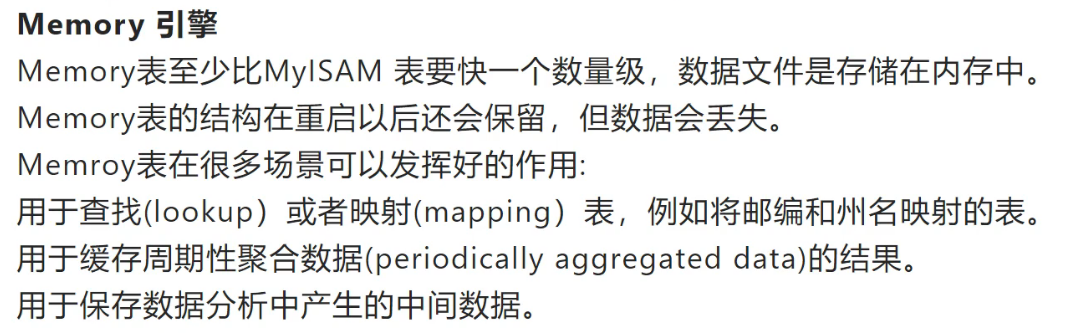 Memory 引擎
Memory表至少比MyISAM 表要快一个数量级，数据文件是存储在内存中。
Memory表的结构在重启以后还会保留，但数据会丢失。
Memroy表在很多场景可以发挥好的作用:
用于查找(lookup）或者映射(mapping）表，例如将邮编和州名映射的表。
用于缓存周期性聚合数据(periodically aggregated data)的结果。
用于保存数据分析中产生的中间数据。